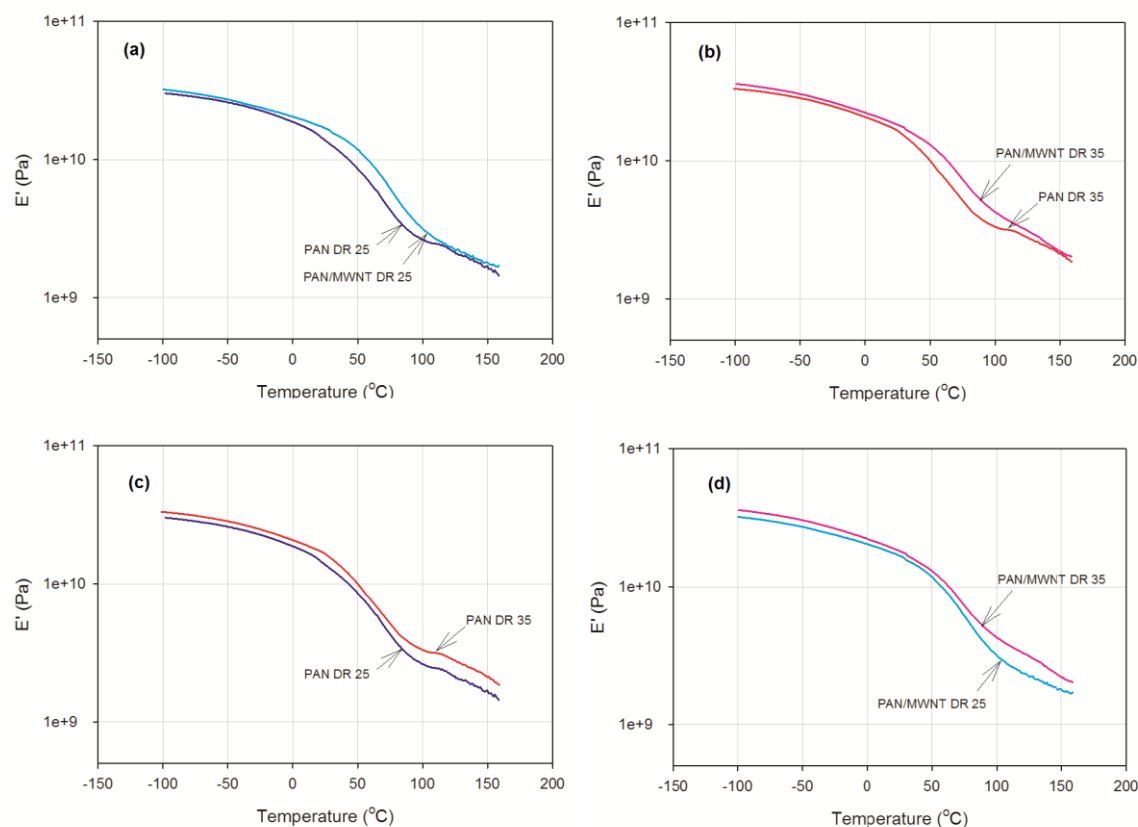 (a)
1e+11
1e+10
1e+9
E' (Pa)
PAN DR 25
PAN/MWNT DR 25
-150 -100 -50 0 50 100 150 200
Temperature (°C)
(b)
1e+11
1e+10
1e+9
E' (Pa)
PAN/MWNT DR 35
PAN DR 35
-150 -100 -50 0 50 100 150 200
Temperature (°C)
(c)
1e+11
1e+10
1e+9
E' (Pa)
PAN DR 35
PAN DR 25
-150 -100 -50 0 50 100 150 200
Temperature (°C)
(d)
1e+11
1e+10
1e+9
E' (Pa)
PAN/MWNT DR 35
PAN/MWNT DR 25
-150 -100 -50 0 50 100 150 200
Temperature (°C)